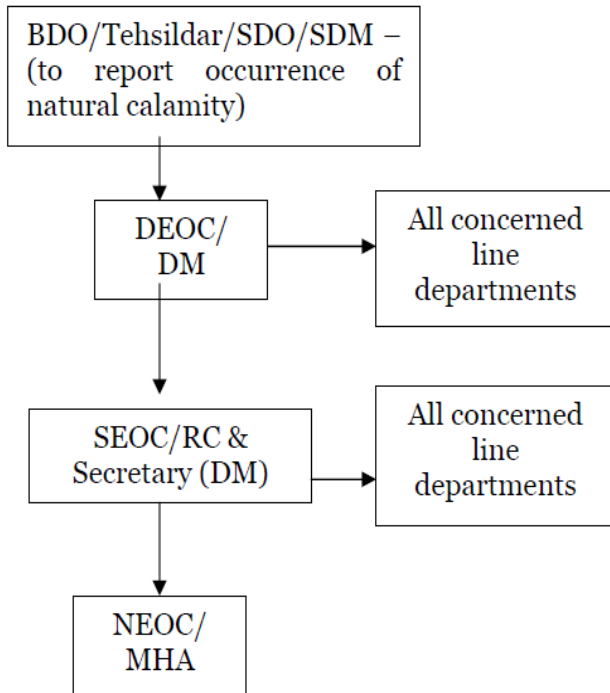 BDO/Tehsildar/SDO/SDM –
(to report occurrence of
natural calamity)
DEOC/
DM
All concerned
line
departments
SEOC/RC &
Secretary (DM)
All concerned
line
departments
NEOC/
MHA